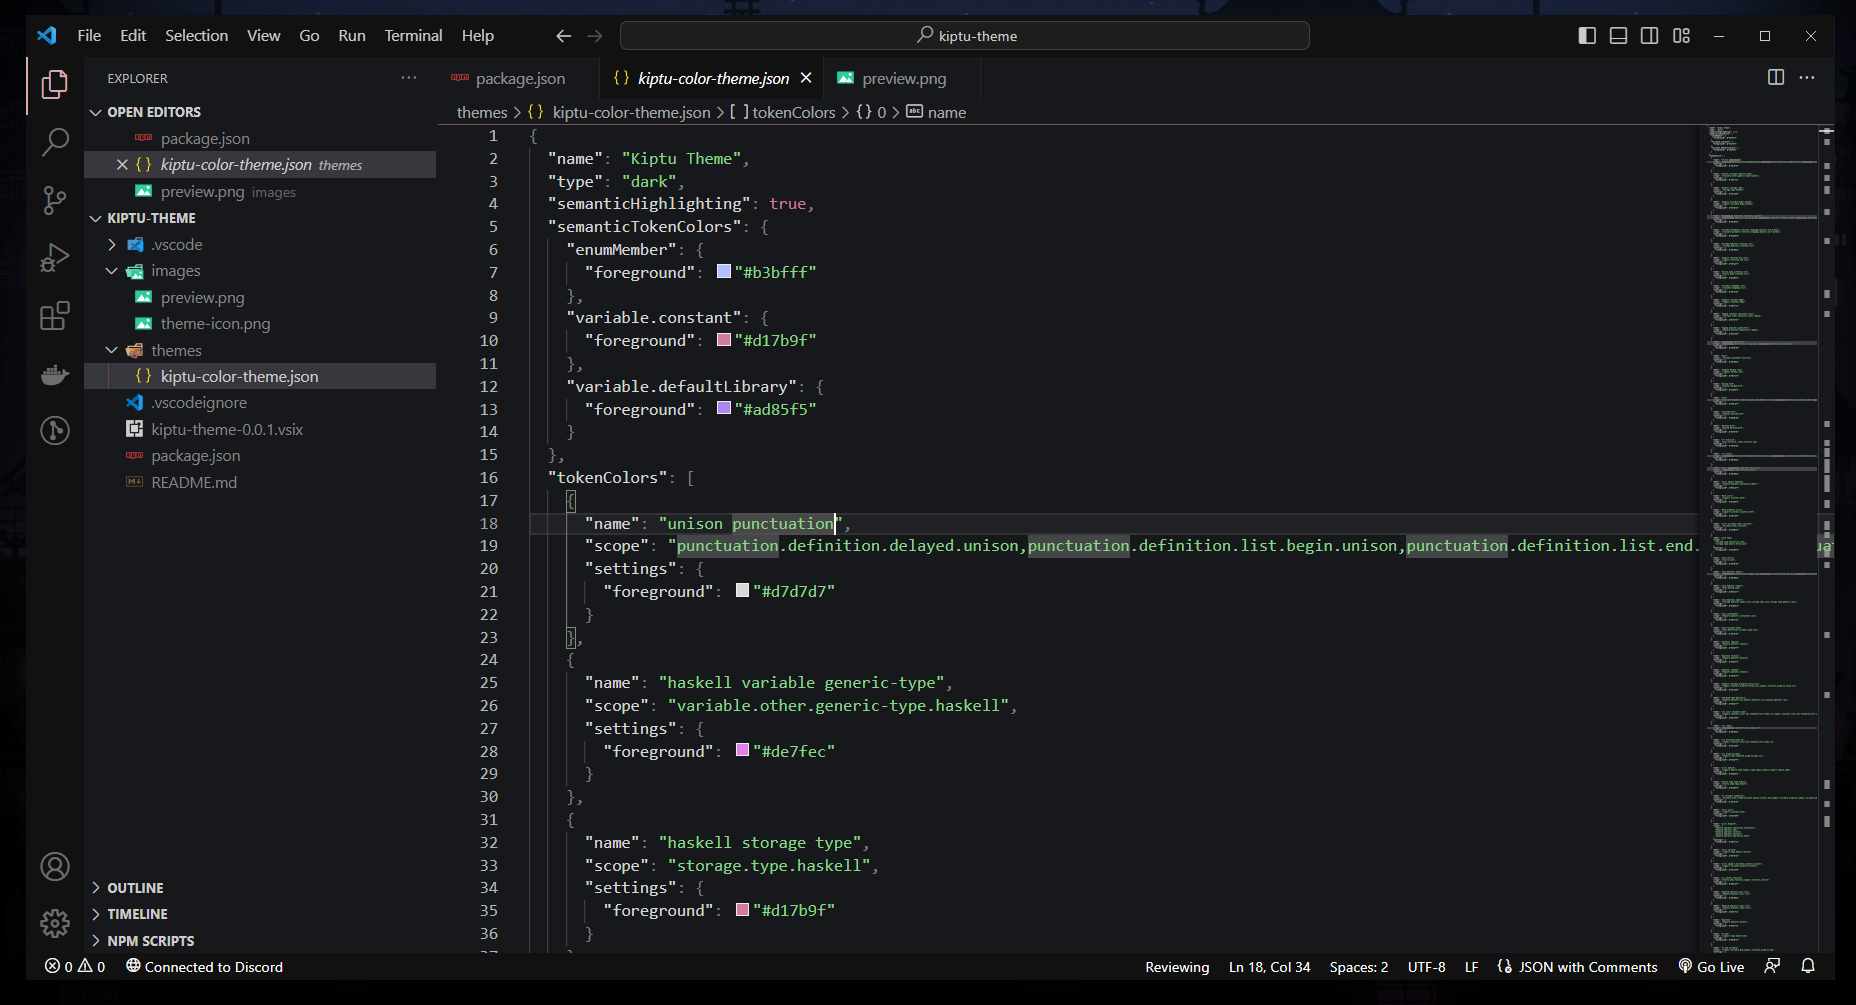 File Edit Selection View Go Run Terminal Help
kiptu-theme
EXPLORER
OPEN EDITORS
package.json
kiptu-color-theme.json themes
preview.png images
KIPTU-THEME
.vscode
images
preview.png
theme-icon.png
themes
kiptu-color-theme.json
.vscodeignore
kiptu-theme-0.0.1.vsix
package.json
README.md
OUTLINE
TIMELINE
NPM SCRIPTS
package.json
kiptu-color-theme.json
preview.png
themes > {} kiptu-color-theme.json > [ ] tokenColors > {} 0 > abc name
1 {
2 "name": "Kiptu Theme",
3 "type": "dark",
4 "semanticHighlighting": true,
5 "semanticTokenColors": {
6 "enumMember": {
7 "foreground": "#b3bfff"
8 },
9 "variable.constant": {
10 "foreground": "#d17b9f"
11 },
12 "variable.defaultLibrary": {
13 "foreground": "#ad85f5"
14 }
15 },
16 "tokenColors": [
17 {
18 "name": "unison punctuation",
19 "scope": "punctuation.definition.delayed.unison,punctuation.definition.list.begin.unison,punctuation.definition.list.end.
20 "settings": {
21 "foreground": "#d7d7d7"
22 }
23 },
24 {
25 "name": "haskell variable generic-type",
26 "scope": "variable.other.generic-type.haskell",
27 "settings": {
28 "foreground": "#de7fec"
29 }
30 },
31 {
32 "name": "haskell storage type",
33 "scope": "storage.type.haskell",
34 "settings": {
35 "foreground": "#d17b9f"
36 }
0 0 Connected to Discord
Reviewing Ln 18, Col 34 Spaces: 2 UTF-8 LF JSON with Comments Go Live